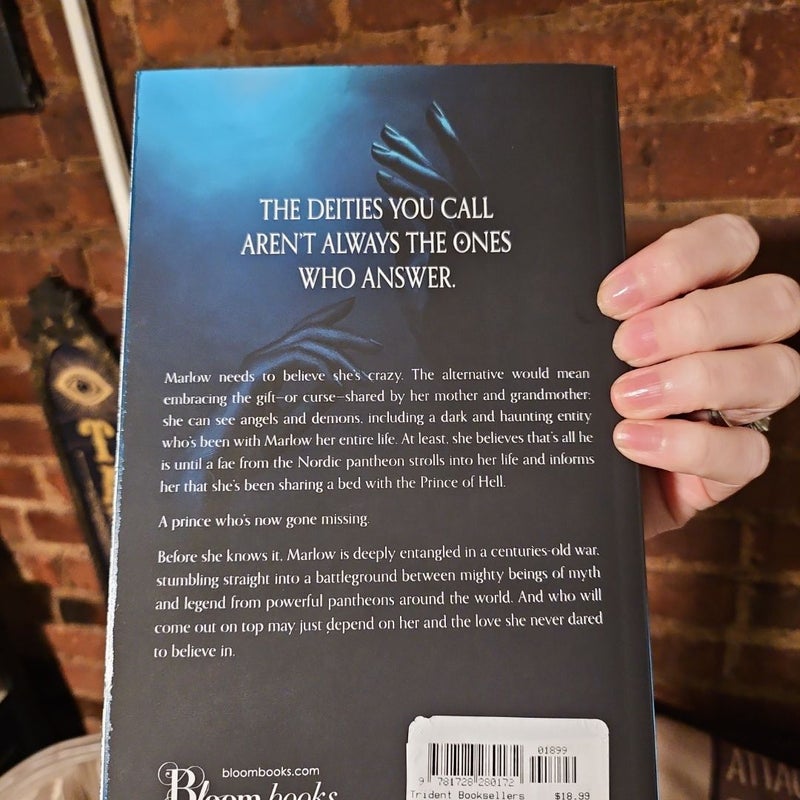 THE DEITIES YOU CALL
AREN'T ALWAYS THE ONES
WHO ANSWER.
Marlow needs to believe she's crazy. The alternative would mean
embracing the gift—or curse—shared by her mother and grandmother:
she can see angels and demons, including a dark and haunting entity
who's been with Marlow her entire life. At least, she believes that's all he
is until a fae from the Nordic pantheon strolls into her life and informs
her that she's been sharing a bed with the Prince of Hell.
A prince who's now gone missing.
Before she knows it, Marlow is deeply entangled in a centuries-old war,
stumbling straight into a battleground between mighty beings of myth
and legend from powerful pantheons around the world. And who will
come out on top may just depend on her and the love she never dared
to believe in.
bloombooks.com
Bloom books
01899
9 781728 280172
Trident Booksellers $18.99